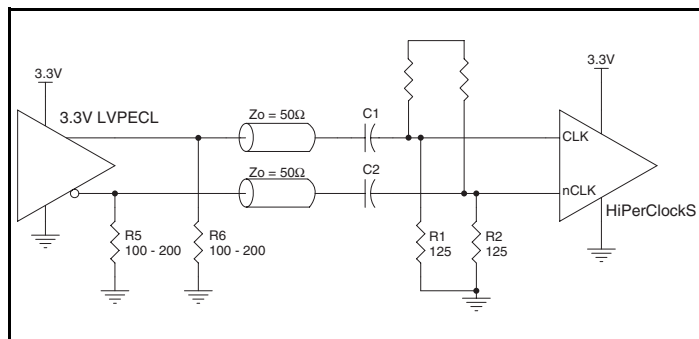 3.3V
3.3V
3.3V LVPECL
Zo = 50Ω
C1
CLK
Zo = 50Ω
C2
nCLK
HiPerClockS
R5
100 - 200
R6
100 - 200
R1
125
R2
125